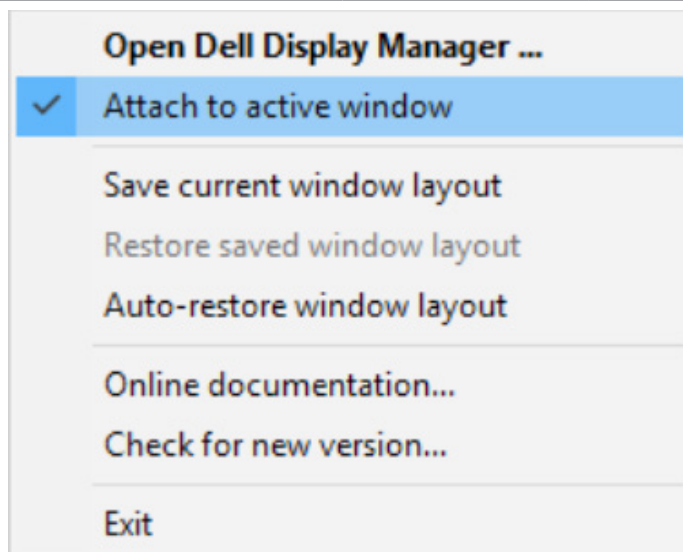 Open Dell Display Manager ...
Attach to active window
Save current window layout
Restore saved window layout
Auto-restore window layout
Online documentation...
Check for new version...
Exit